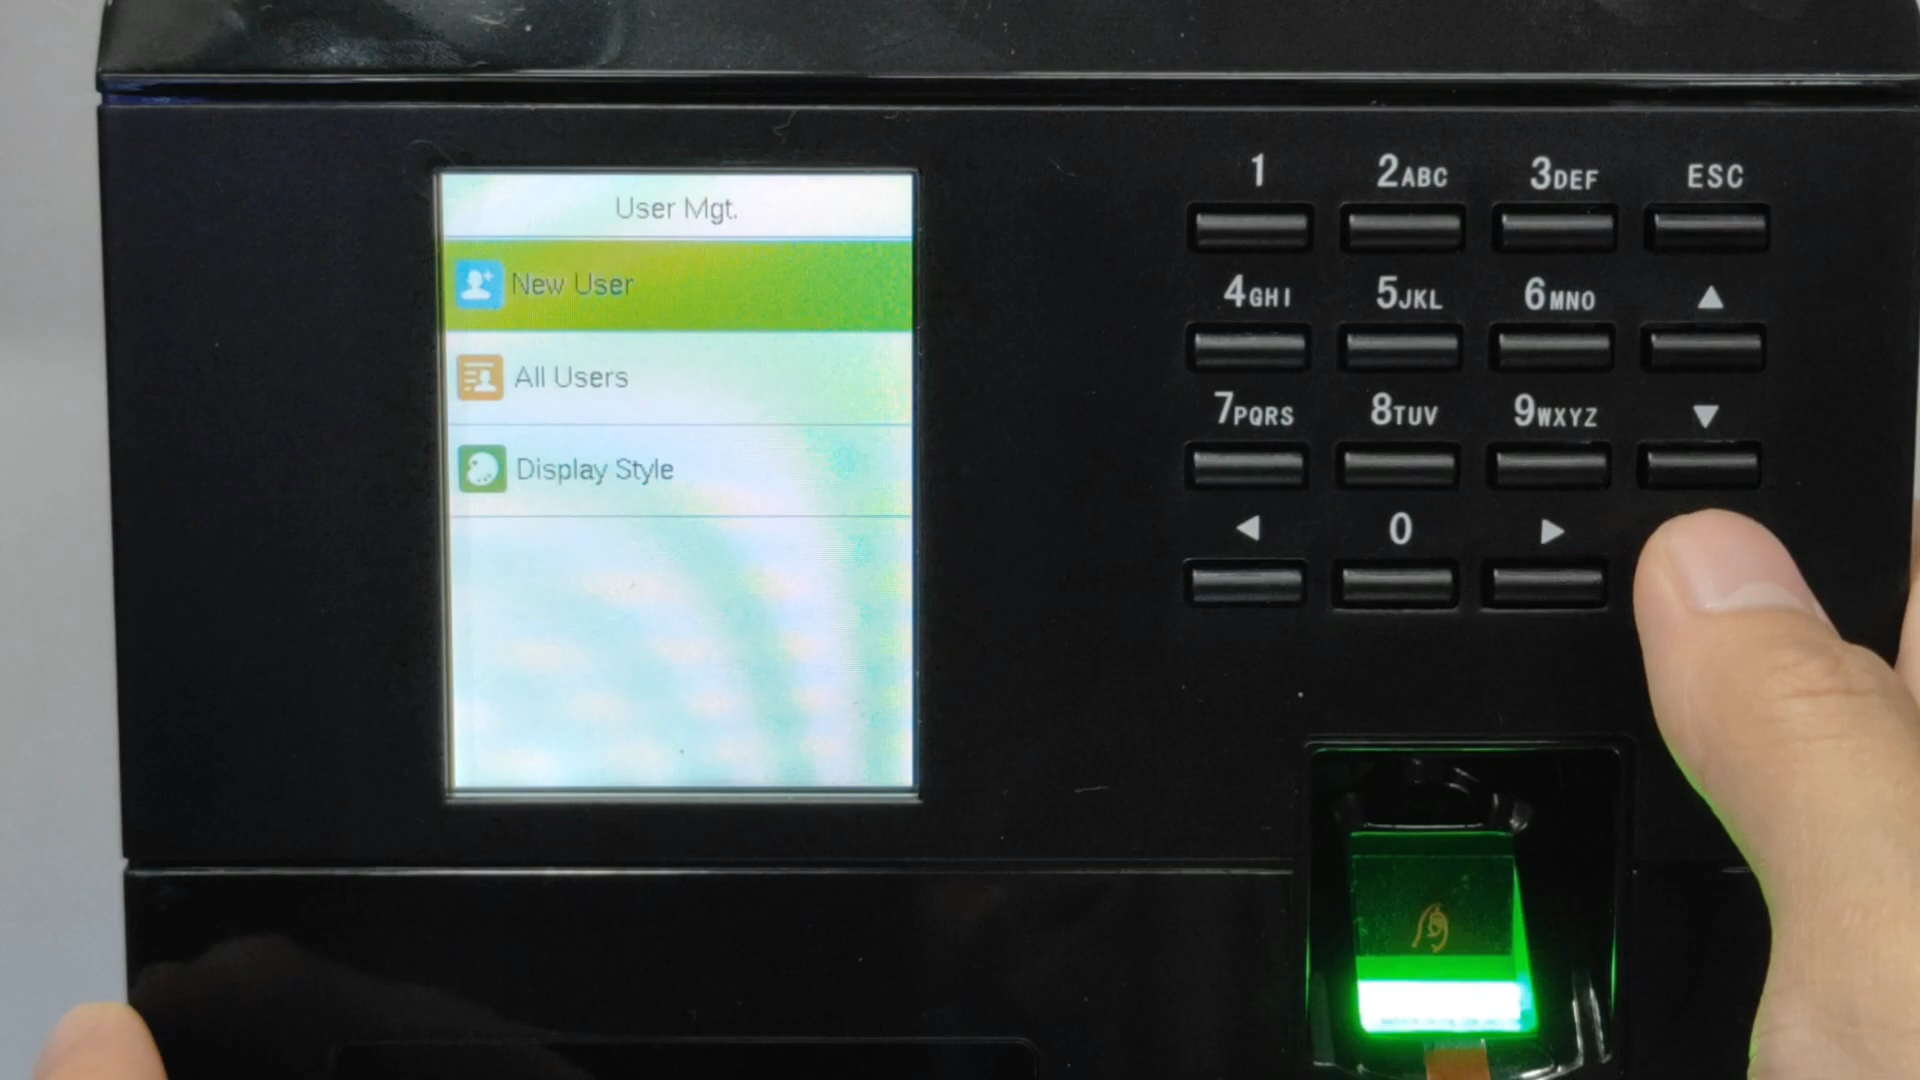 User Mgt.
New User
All Users
Display Style
1 2ABC 3DEF ESC
4GHI 5JKL 6MNO ▲
7PQRS 8TUV 9WXYZ ▼
◀ 0 ▶